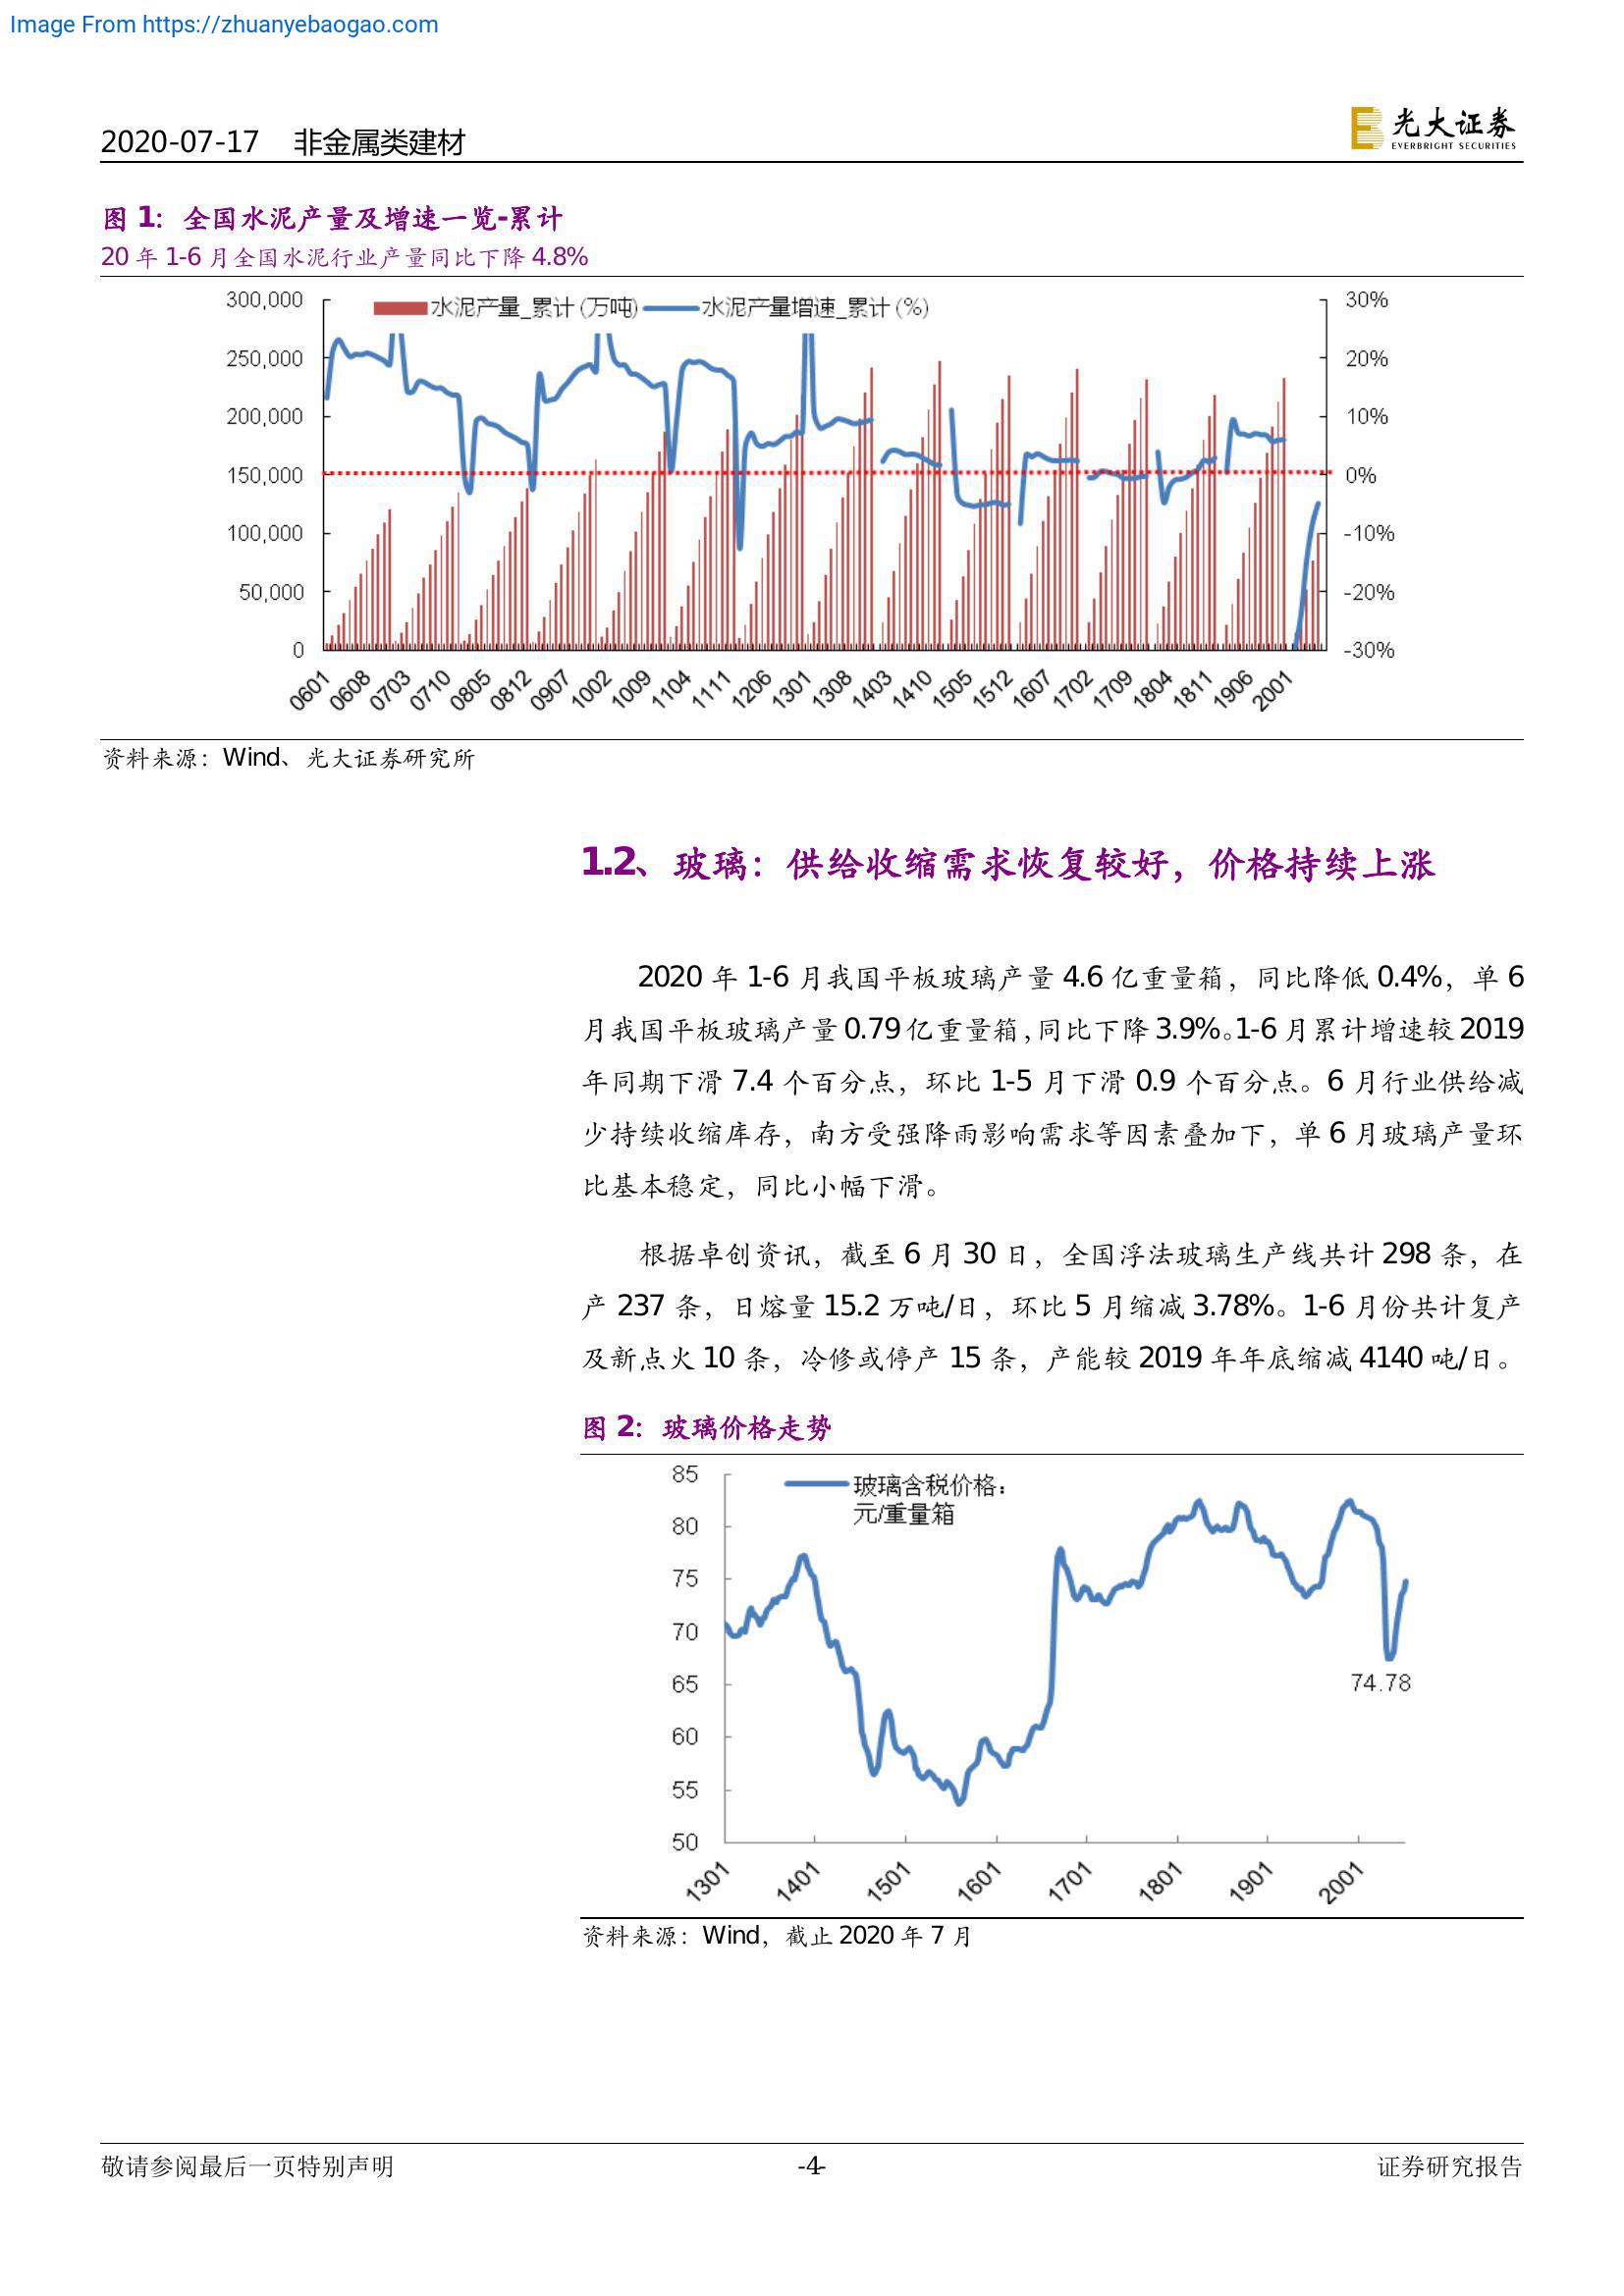 Image From https://zhuanyebaogao.com
2020-07-17 非金属类建材
光大证券
EVERBRIGHT SECURITIES
图 1：全国水泥产量及增速一览-累计
20 年 1-6 月全国水泥行业产量同比下降 4.8%
水泥产量_累计(万吨) 水泥产量增速_累计(%)
300,000 30%
250,000 20%
200,000 10%
150,000 0%
100,000 -10%
50,000 -20%
0 -30%
0601 0608 0703 0710 0805 0812 0907 1002 1009 1104 1111 1206 1301 1308 1403 1410 1505 1512 1607 1702 1709 1804 1811 1906 2001
资料来源：Wind、光大证券研究所
1.2、玻璃：供给收缩需求恢复较好，价格持续上涨
2020 年 1-6 月我国平板玻璃产量 4.6 亿重量箱，同比降低 0.4%，单 6
月我国平板玻璃产量 0.79 亿重量箱，同比下降 3.9%。1-6 月累计增速较 2019
年同期下滑 7.4 个百分点，环比 1-5 月下滑 0.9 个百分点。6 月行业供给减
少持续收缩库存，南方受强降雨影响需求等因素叠加下，单 6 月玻璃产量环
比基本稳定，同比小幅下滑。
根据卓创资讯，截至 6 月 30 日，全国浮法玻璃生产线共计 298 条，在
产 237 条，日熔量 15.2 万吨/日，环比 5 月缩减 3.78%。1-6 月份共计复产
及新点火 10 条，冷修或停产 15 条，产能较 2019 年年底缩减 4140 吨/日。
图 2：玻璃价格走势
玻璃含税价格：
元/重量箱
85
80
75
70
65
60
55
50
74.78
1301 1401 1501 1601 1701 1801 1901 2001
资料来源：Wind，截止 2020 年 7 月
敬请参阅最后一页特别声明 -4- 证券研究报告